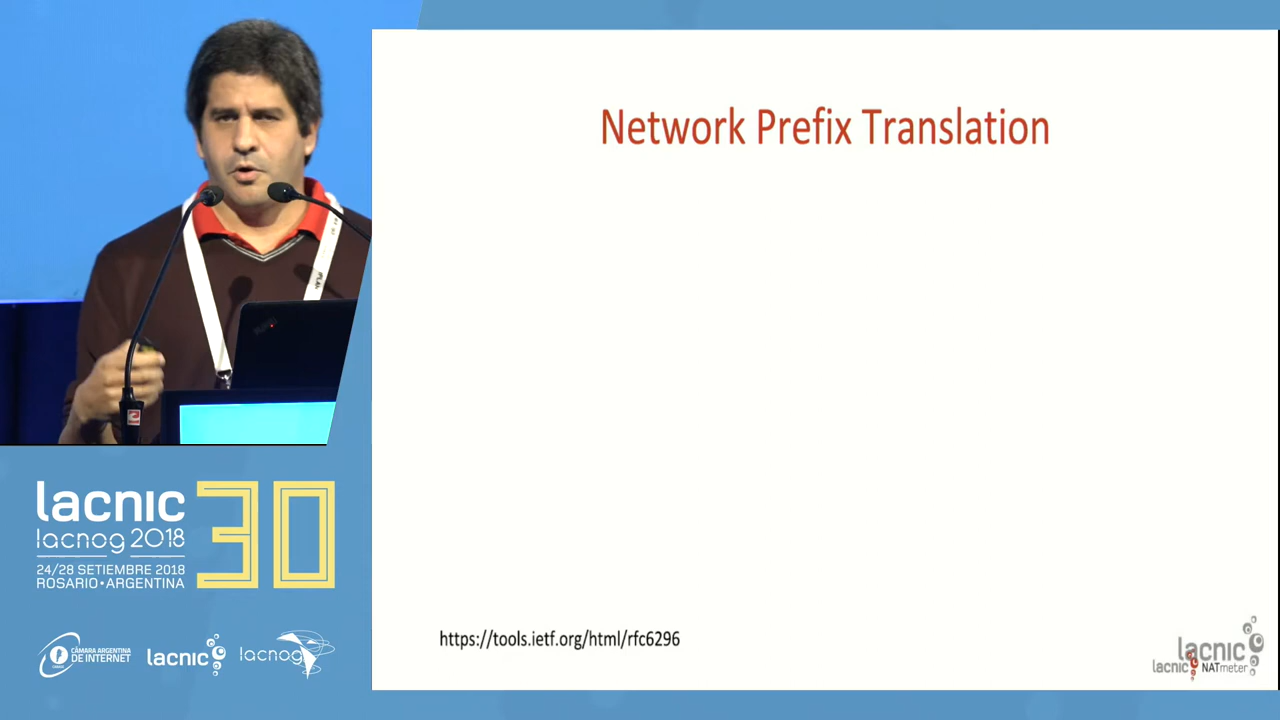 Network Prefix Translation
https://tools.ietf.org/html/rfc6296
lacnic
lacnic NATmeter
lacnic 30
lacnog 2018
24/28 SETIEMBRE 2018
ROSARIO • ARGENTINA
CÁMARA ARGENTINA
DE INTERNET
lacnic
lacnog